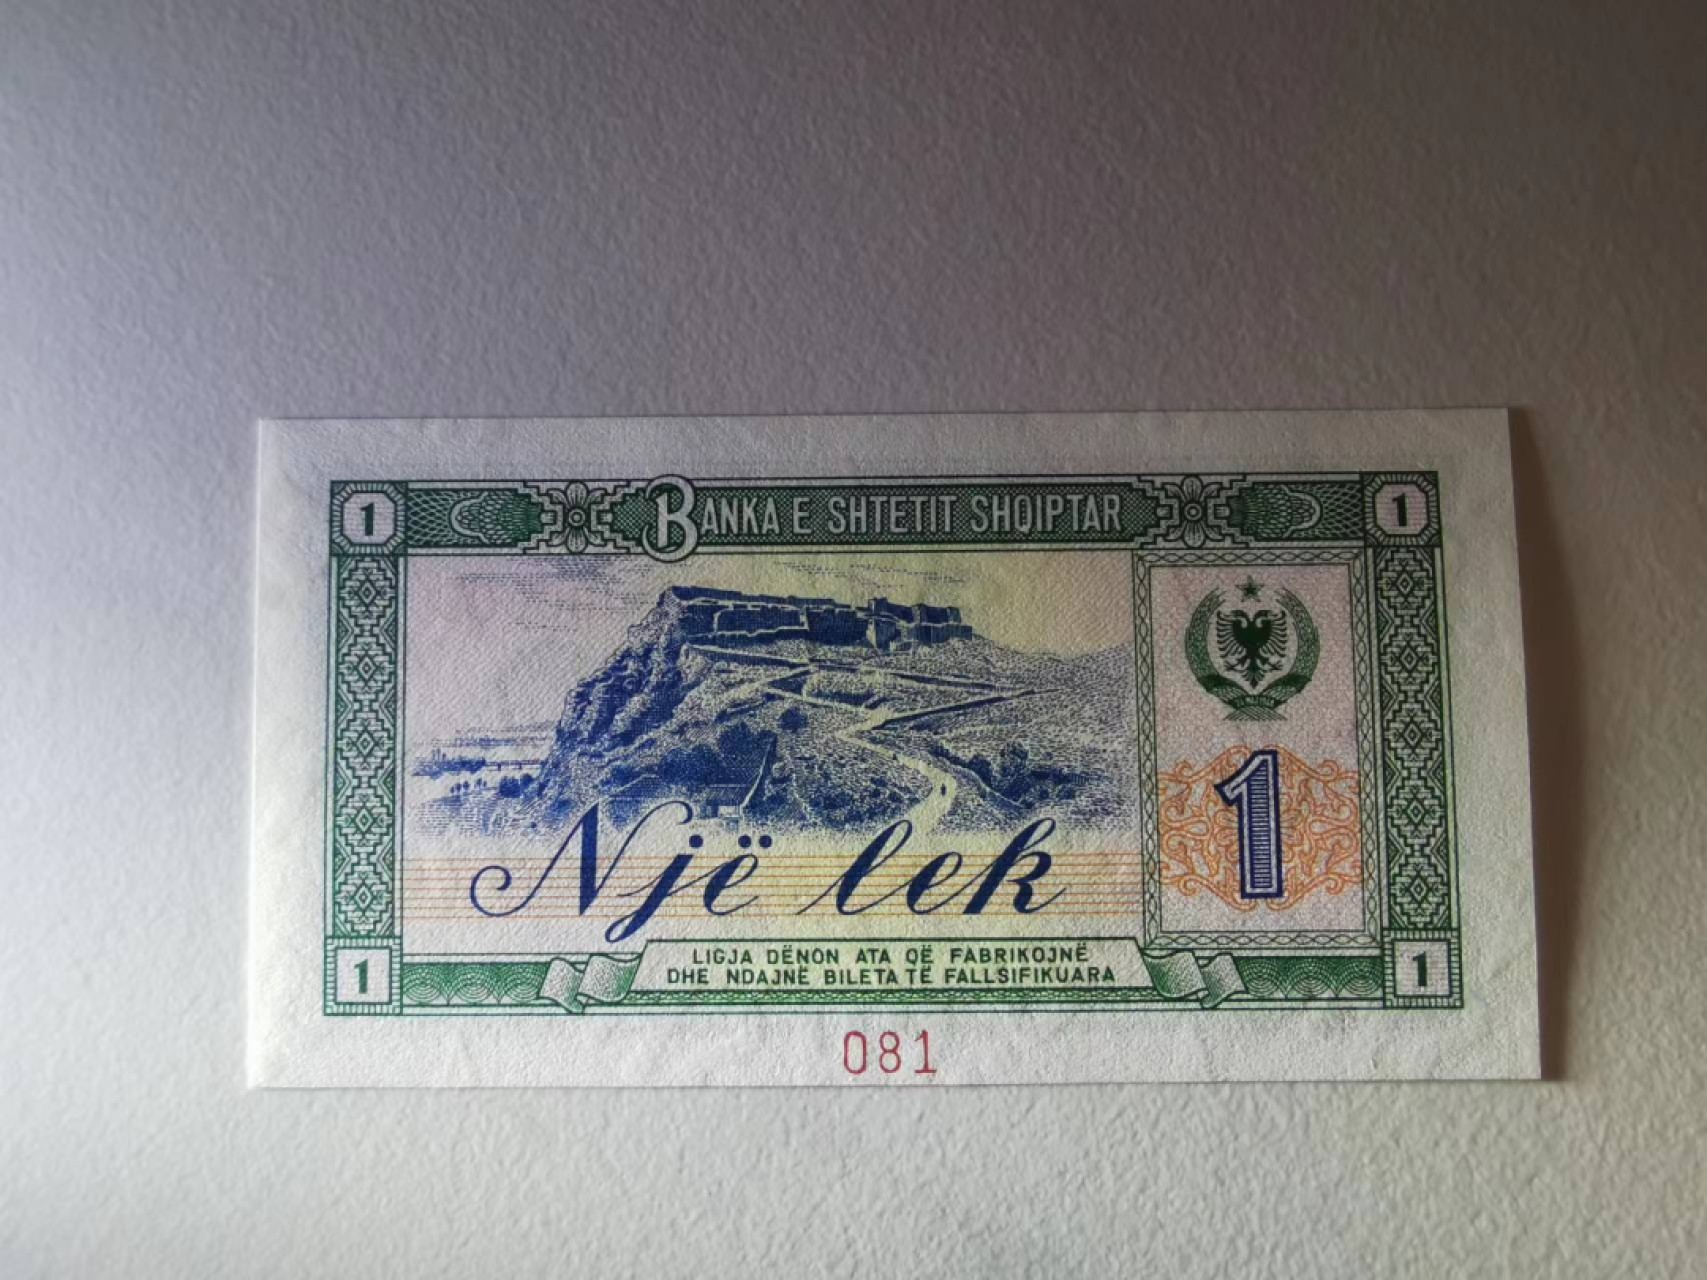 1 BANKA E SHTETIT SHQIPTAR 1
1
Një lek
1 LIGJA DËNON ATA QË FABRIKOJNË 1
DHE NDAJNË BILETA TË FALLSIFIKUARA
081